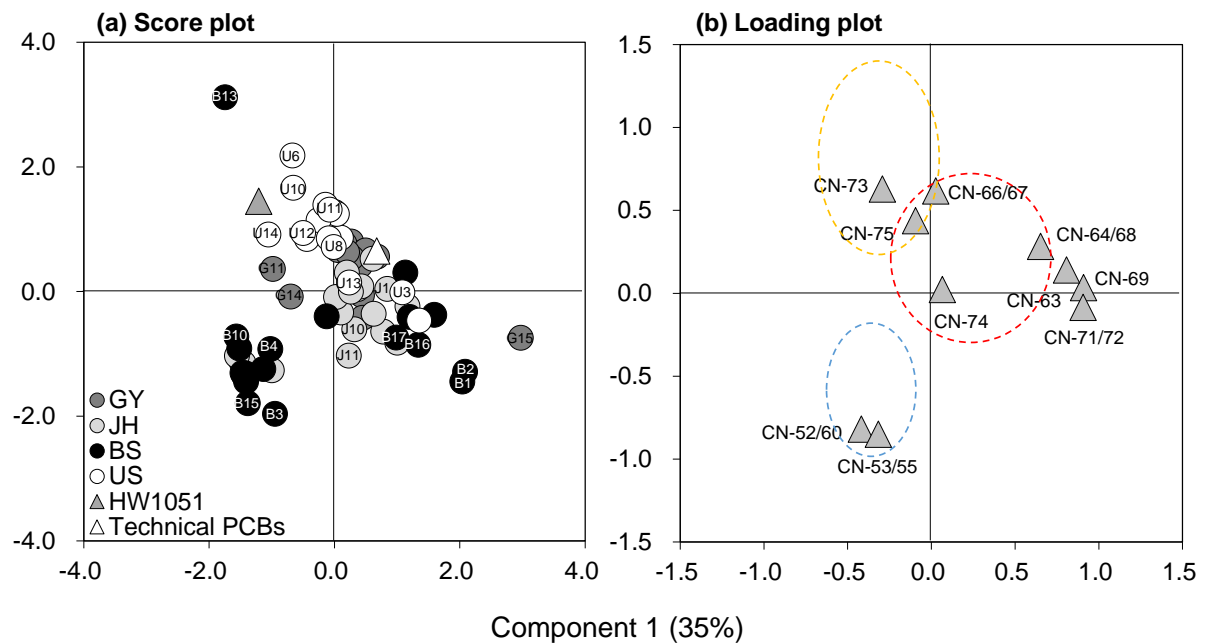 (a) Score plot
4.0
2.0
0.0
-2.0
-4.0
B13
U6
U10
U11
U14
U12
U8
G11
G14
U13
J1
U3
J10
J11
B17
B16
G15
B10
B4
B2
B1
B15
B3
GY
JH
BS
US
HW1051
Technical PCBs
-4.0 -2.0 0.0 2.0 4.0
(b) Loading plot
1.5
1.0
0.5
0.0
-0.5
-1.0
-1.5
CN-73
CN-66/67
CN-75
CN-64/68
CN-69
CN-63
CN-74
CN-71/72
CN-52/60
CN-53/55
-1.5 -1.0 -0.5 0.0 0.5 1.0 1.5
Component 1 (35%)